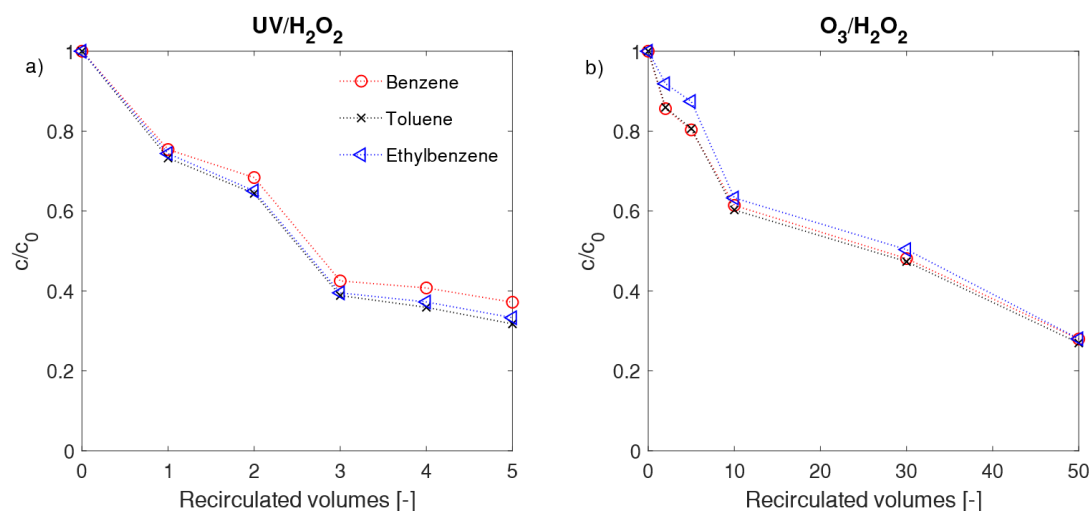 UV/H₂O₂
a)
Benzene
Toluene
Ethylbenzene
1
0.8
0.6
0.4
0.2
0
c/c₀
0 1 2 3 4 5
Recirculated volumes [-]
O₃/H₂O₂
b)
1
0.8
0.6
0.4
0.2
0
c/c₀
0 10 20 30 40 50
Recirculated volumes [-]